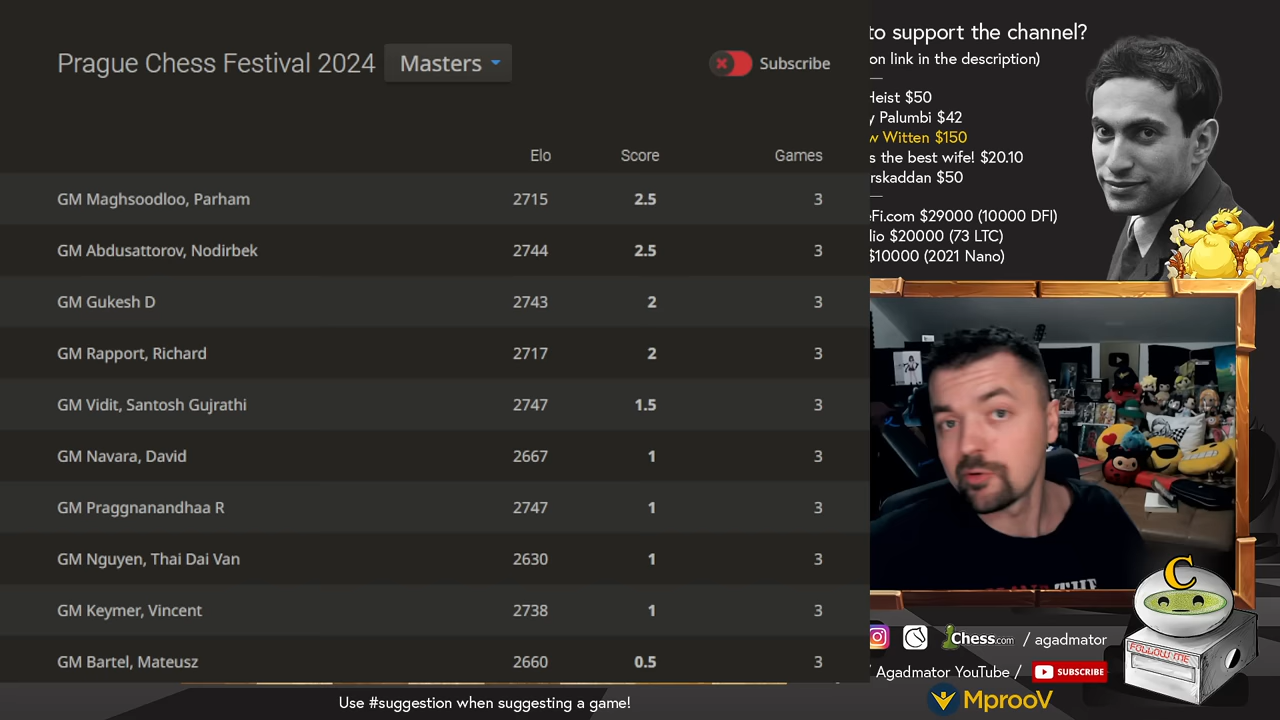 Prague Chess Festival 2024 Masters
Subscribe
Elo Score Games
GM Maghsoodloo, Parham 2715 2.5 3
GM Abdusattorov, Nodirbek 2744 2.5 3
GM Gukesh D 2743 2 3
GM Rapport, Richard 2717 2 3
GM Vidit, Santosh Gujrathi 2747 1.5 3
GM Navara, David 2667 1 3
GM Praggnanandhaa R 2747 1 3
GM Nguyen, Thai Dai Van 2630 1 3
GM Keymer, Vincent 2738 1 3
GM Bartel, Mateusz 2660 0.5 3
to support the channel?
on link in the description)
Heist $50
y Palumbi $42
w Witten $150
s the best wife! $20.10
rskaddan $50
eFi.com $29000 (10000 DFI)
lio $20000 (73 LTC)
$10000 (2021 Nano)
C
FOLLOW ME
Chess.com / agadmator
/ Agadmator YouTube / SUBSCRIBE
MprooV
Use #suggestion when suggesting a game!